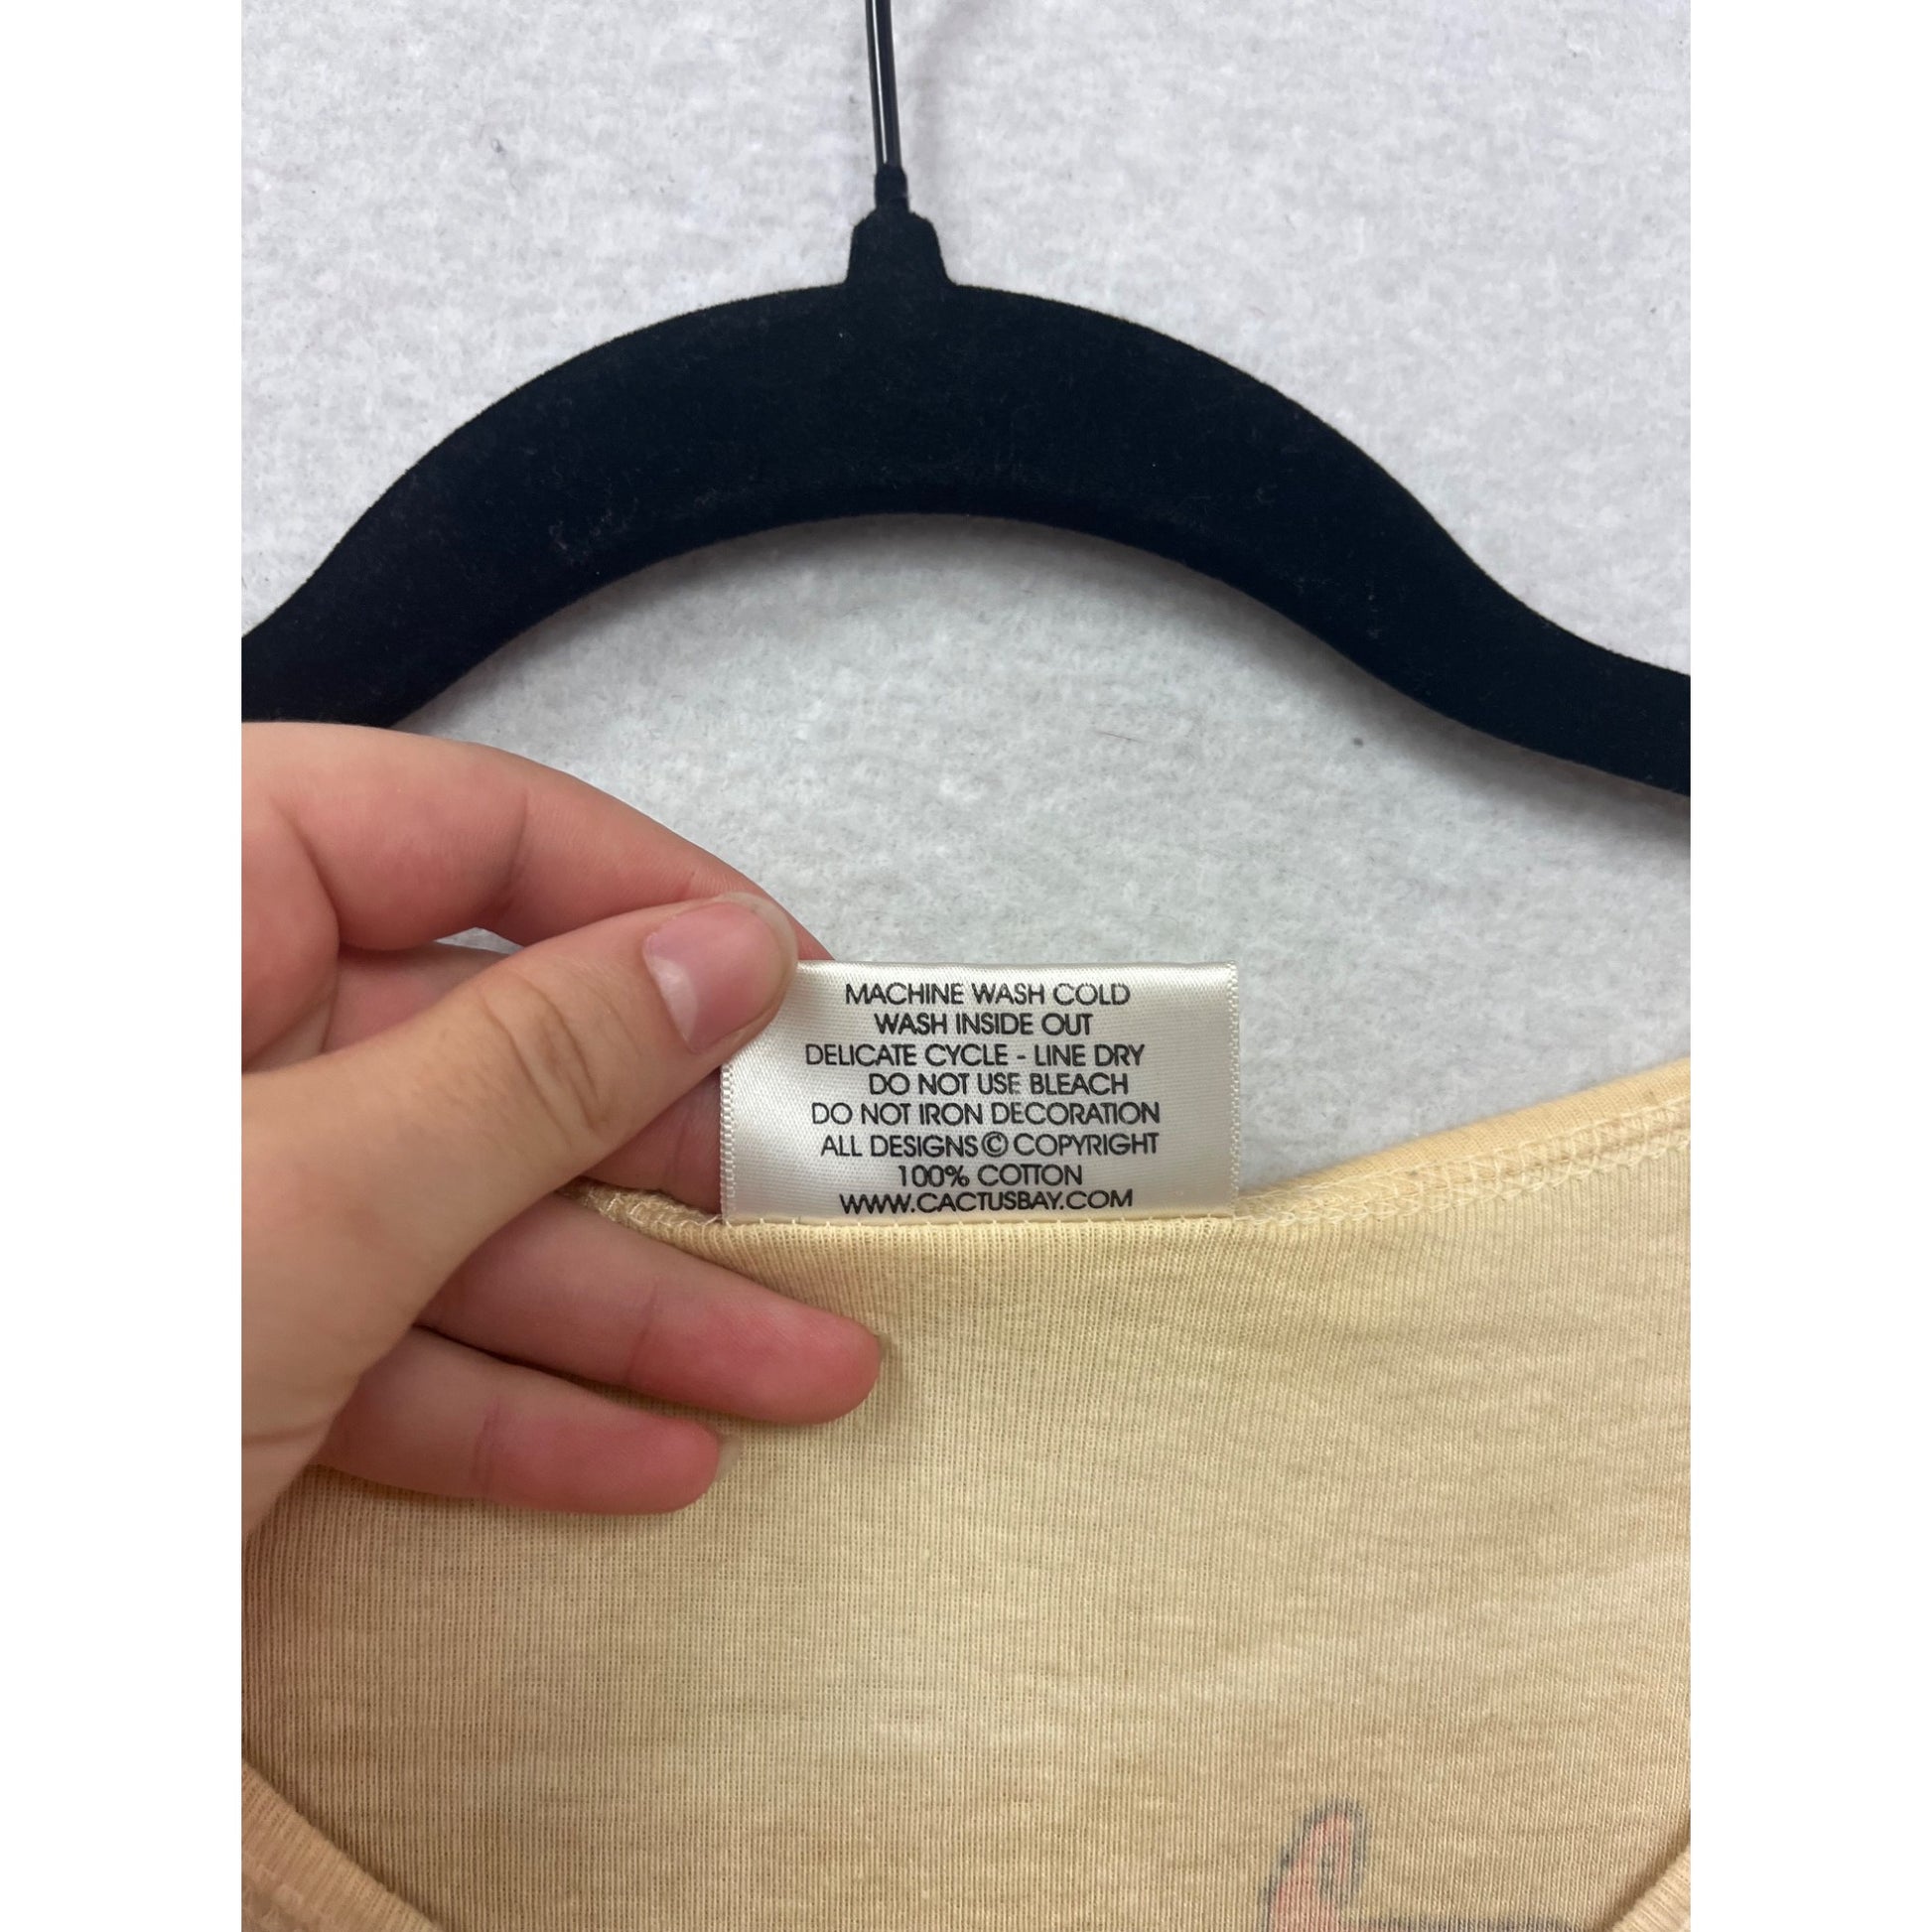 MACHINE WASH COLD
WASH INSIDE OUT
DELICATE CYCLE - LINE DRY
DO NOT USE BLEACH
DO NOT IRON DECORATION
ALL DESIGNS © COPYRIGHT
100% COTTON
WWW.CACTUSBAY.COM